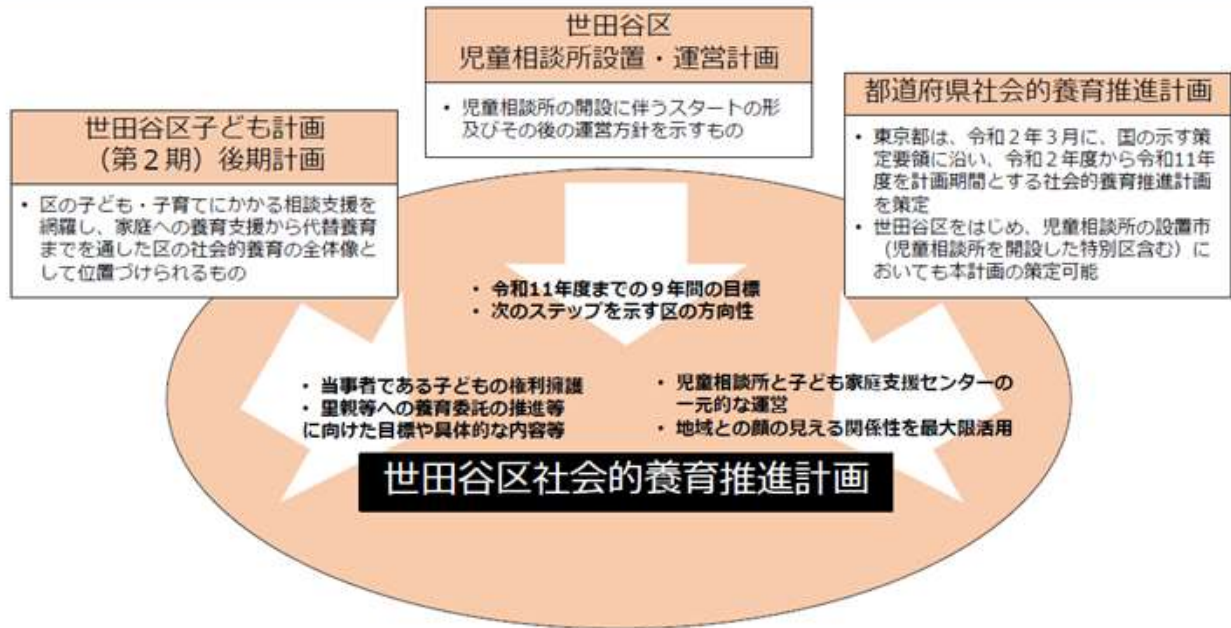 世田谷区
児童相談所設置・運営計画
• 児童相談所の開設に伴うスタートの形
及びその後の運営方針を示すもの
世田谷区子ども計画
（第２期）後期計画
• 区の子ども・子育てにかかる相談支援を
網羅し、家庭への養育支援から代替養育
までを通した区の社会的養育の全体像と
して位置づけられるもの
都道府県社会的養育推進計画
• 東京都は、令和２年３月に、国の示す策
定要領に沿い、令和２年度から令和11年
度を計画期間とする社会的養育推進計画
を策定
• 世田谷区をはじめ、児童相談所の設置市
（児童相談所を開設した特別区含む）に
おいても本計画の策定可能
• 令和11年度までの９年間の目標
• 次のステップを示す区の方向性
• 当事者である子どもの権利擁護
• 里親等への養育委託の推進等
に向けた目標や具体的な内容等
• 児童相談所と子ども家庭支援センターの
一元的な運営
• 地域との顔の見える関係性を最大限活用
世田谷区社会的養育推進計画